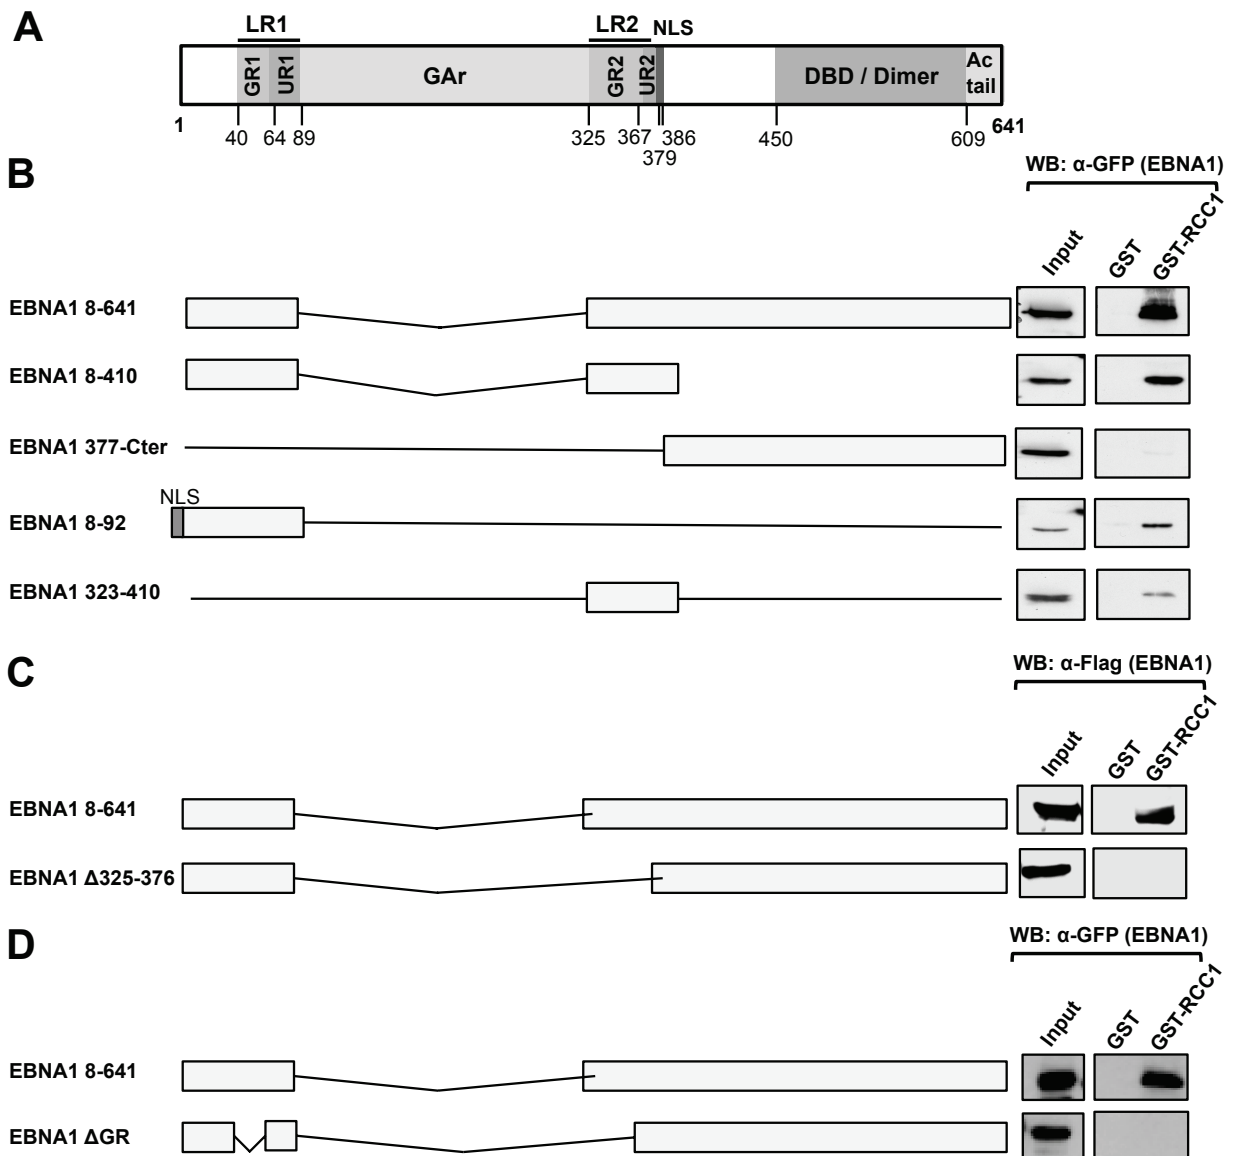 A
LR1 LR2 NLS
GR1 UR1 GAr GR2 UR2 DBD / Dimer Ac tail
1 40 64 89 325 367 379 386 450 609 641
B
WB: α-GFP (EBNA1)
Input GST GST-RCC1
EBNA1 8-641
EBNA1 8-410
EBNA1 377-Cter
NLS
EBNA1 8-92
EBNA1 323-410
C
WB: α-Flag (EBNA1)
Input GST GST-RCC1
EBNA1 8-641
EBNA1 Δ325-376
D
WB: α-GFP (EBNA1)
Input GST GST-RCC1
EBNA1 8-641
EBNA1 ΔGR